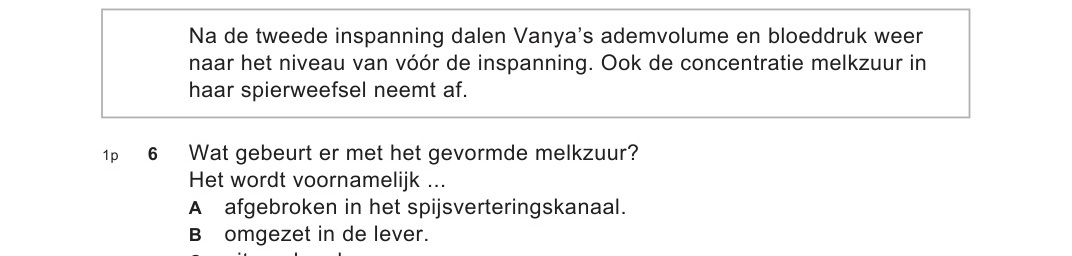 Na de tweede inspanning dalen Vanya's ademvolume en bloeddruk weer
naar het niveau van vóór de inspanning. Ook de concentratie melkzuur in
haar spierweefsel neemt af.
1p 6 Wat gebeurt er met het gevormde melkzuur?
Het wordt voornamelijk ...
A afgebroken in het spijsverteringskanaal.
B omgezet in de lever.